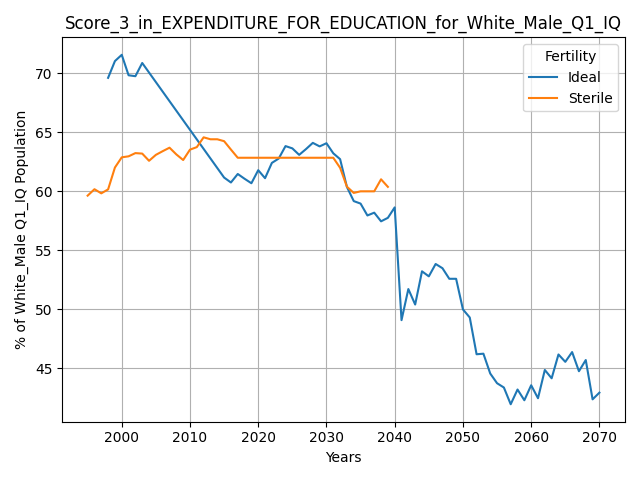 Score_3_in_EXPENDITURE_FOR_EDUCATION_for_White_Male_Q1_IQ
Fertility
Ideal
Sterile
% of White_Male Q1_IQ Population
70
65
60
55
50
45
2000
2010
2020
2030
2040
2050
2060
2070
Years